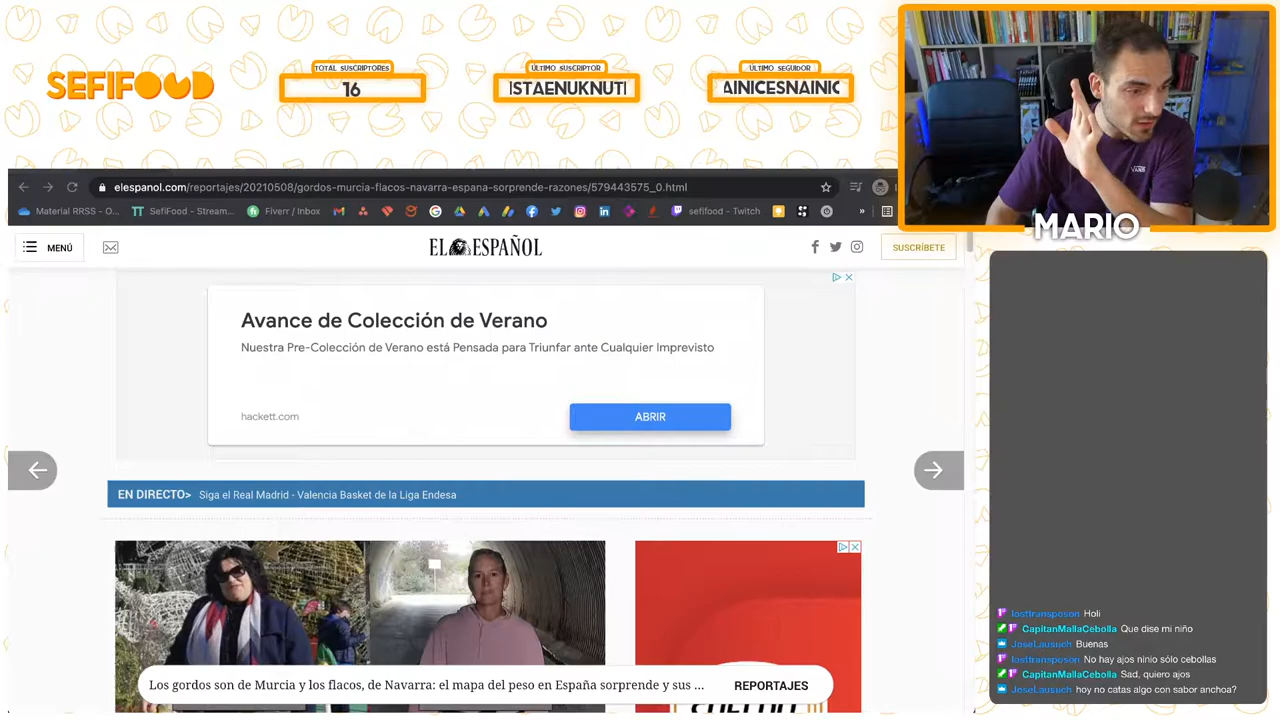 SEFIFOOD
TOTAL SUSCRIPTORES
16
ÚLTIMO SUSCRIPTOR
ISTAENUKNUTI
ÚLTIMO SEGUIDOR
AINICESNAINIC
VANS
MARIO
elespanol.com/reportajes/20210508/gordos-murcia-flacos-navarra-espana-sorprende-razones/579443575_0.html
Material RRSS - O...
SefiFood - Stream...
Fiverr / Inbox
sefifood - Twitch
»
MENÚ
EL ESPAÑOL
SUSCRÍBETE
Avance de Colección de Verano
Nuestra Pre-Colección de Verano está Pensada para Triunfar ante Cualquier Imprevisto
hackett.com
ABRIR
EN DIRECTO> Siga el Real Madrid - Valencia Basket de la Liga Endesa
Los gordos son de Murcia y los flacos, de Navarra: el mapa del peso en España sorprende y sus ...
REPORTAJES
losttransposon Holi
CapitanMallaCebolla Que dise mi niño
JoseLausuch Buenas
losttransposon No hay ajos ninio sólo cebollas
CapitanMallaCebolla Sad, quiero ajos
JoseLausuch hoy no catas algo con sabor anchoa?